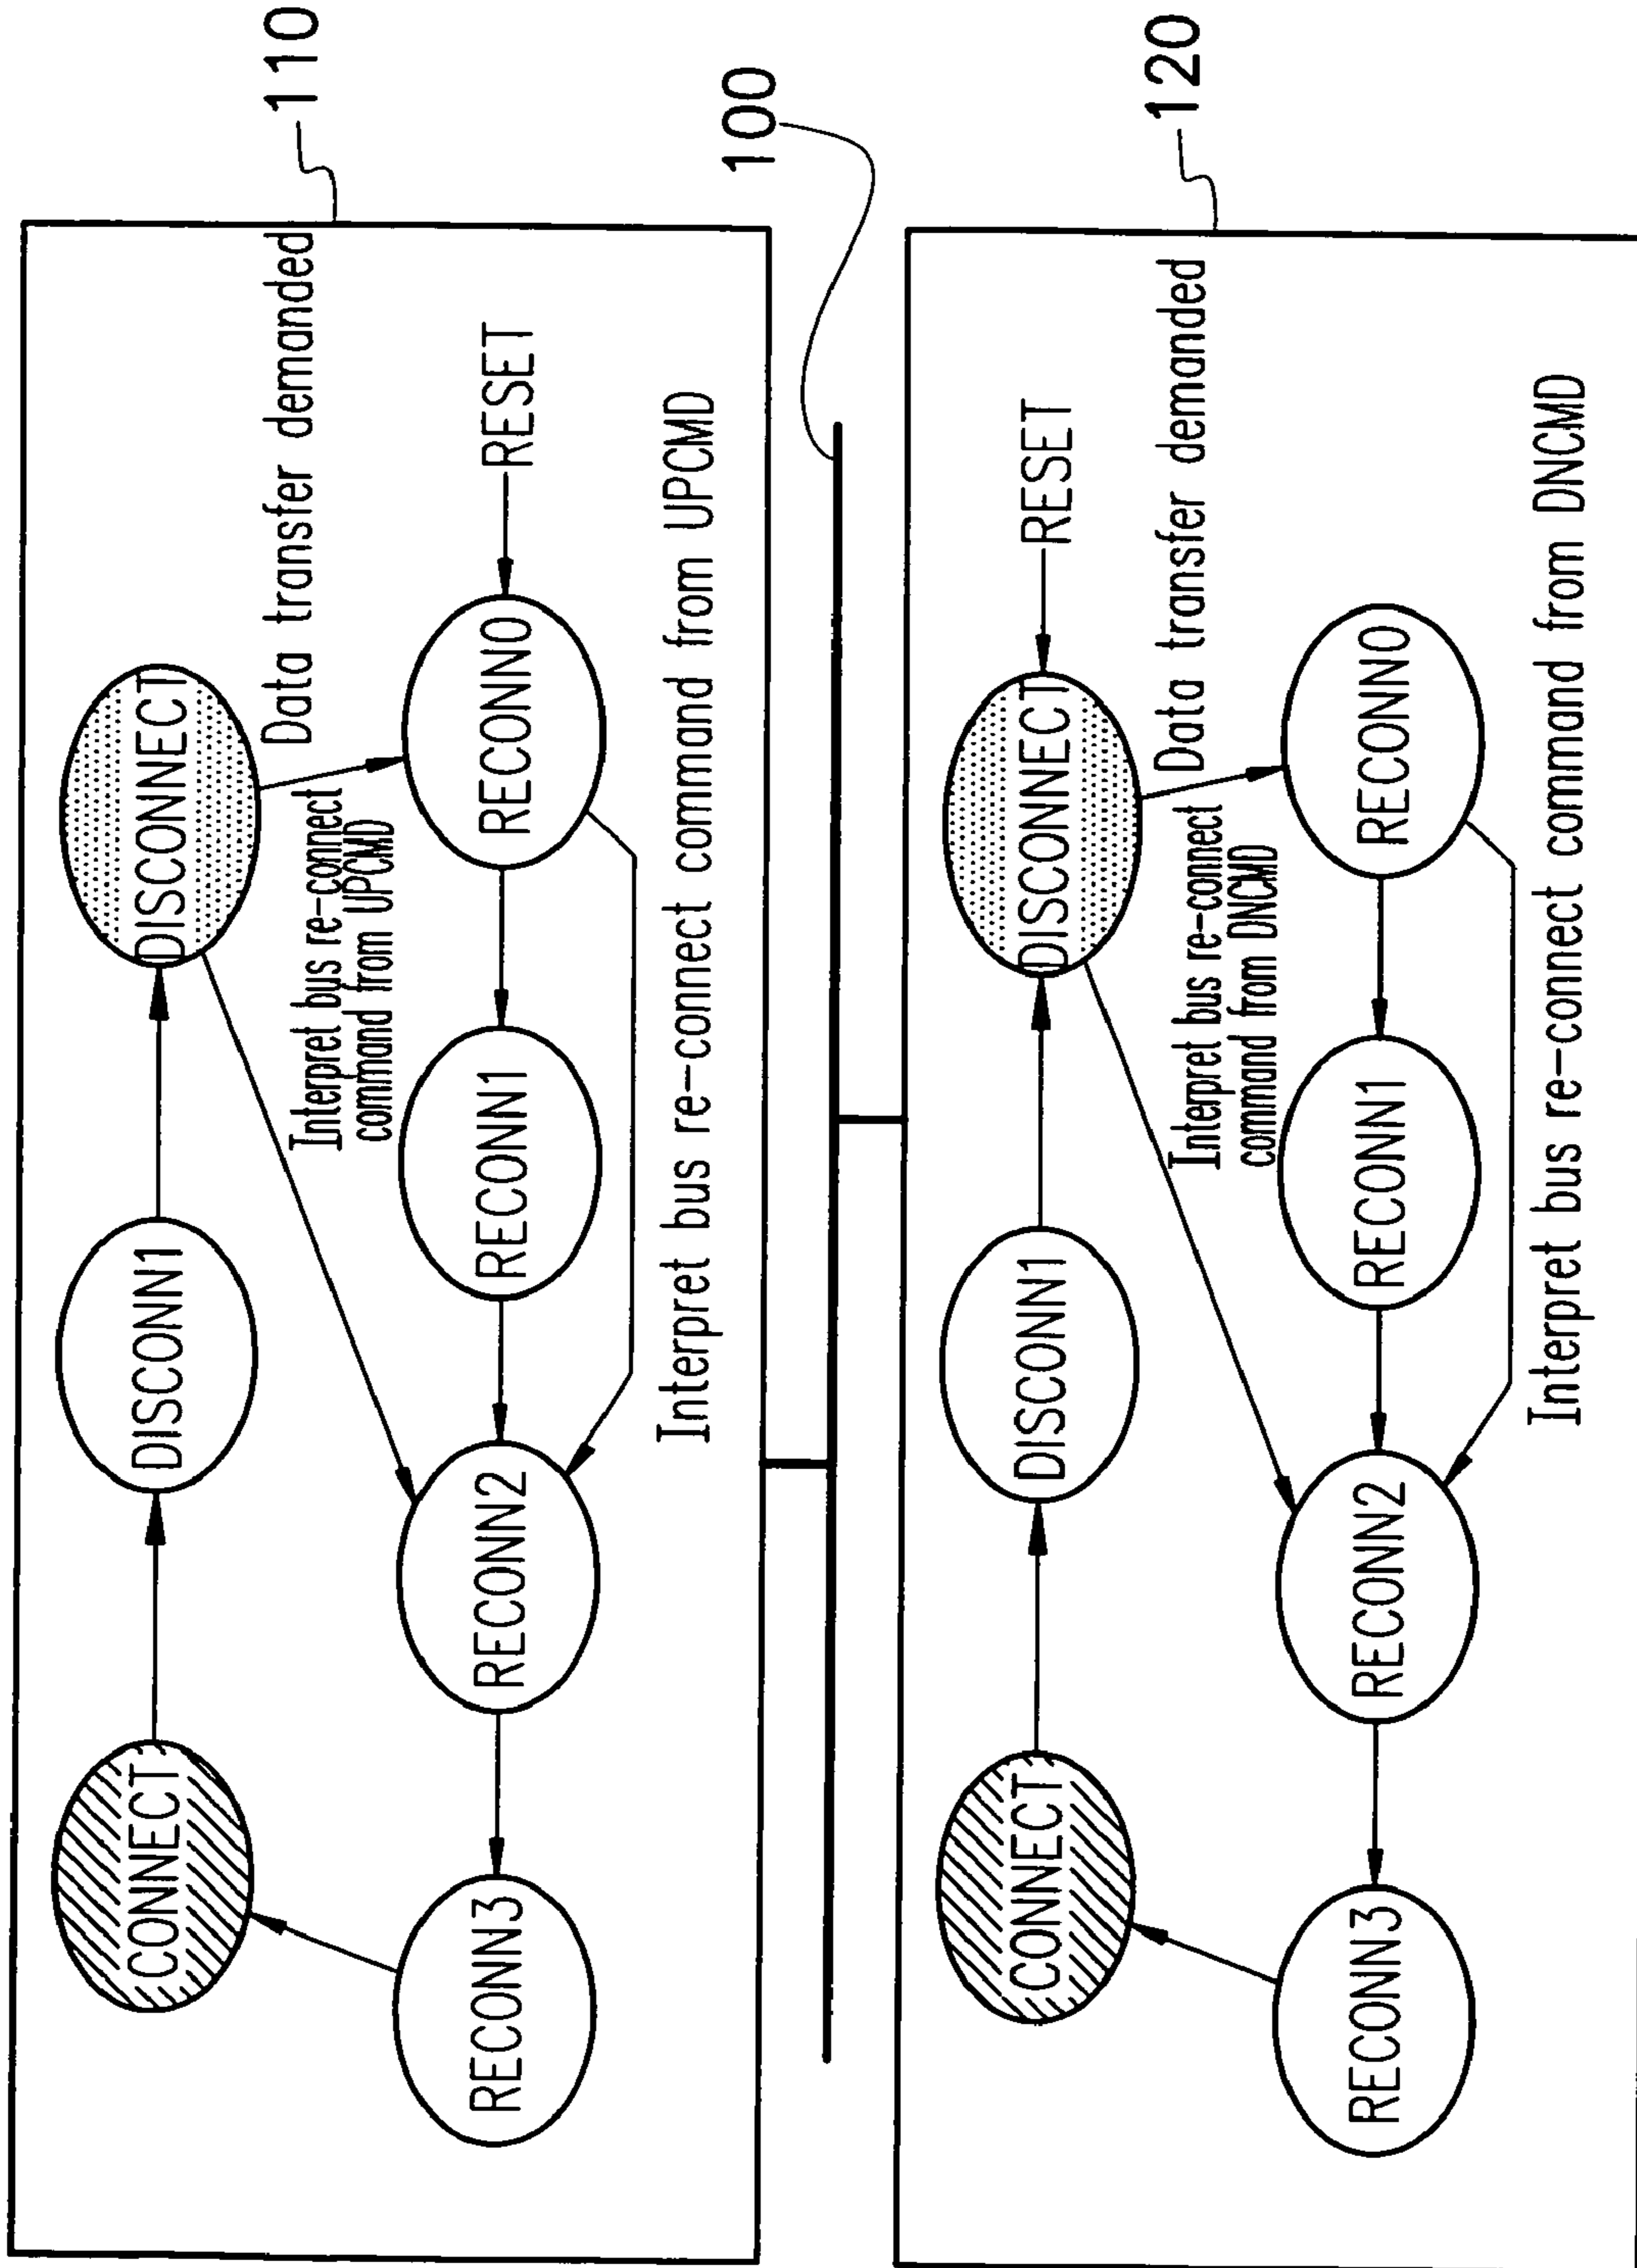 110
CONNECT
DISCONN1
DISCONNECT
Data transfer demanded
Interpret bus re-connect
command from UPCMD
RECONN3
RECONN2
RECONN1
RECONN0
RESET
Interpret bus re-connect command from UPCMD
100
120
CONNECT
DISCONN1
DISCONNECT
RESET
Data transfer demanded
Interpret bus re-connect
command from DNCMD
RECONN3
RECONN2
RECONN1
RECONN0
Interpret bus re-connect command from DNCMD